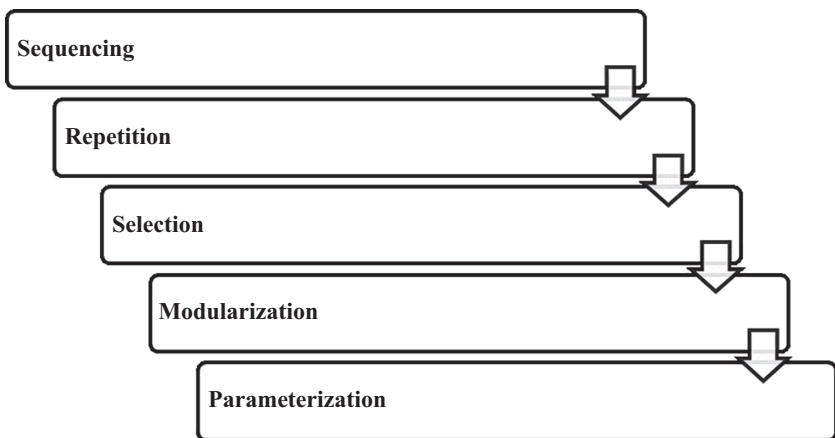 Sequencing
Repetition
Selection
Modularization
Parameterization